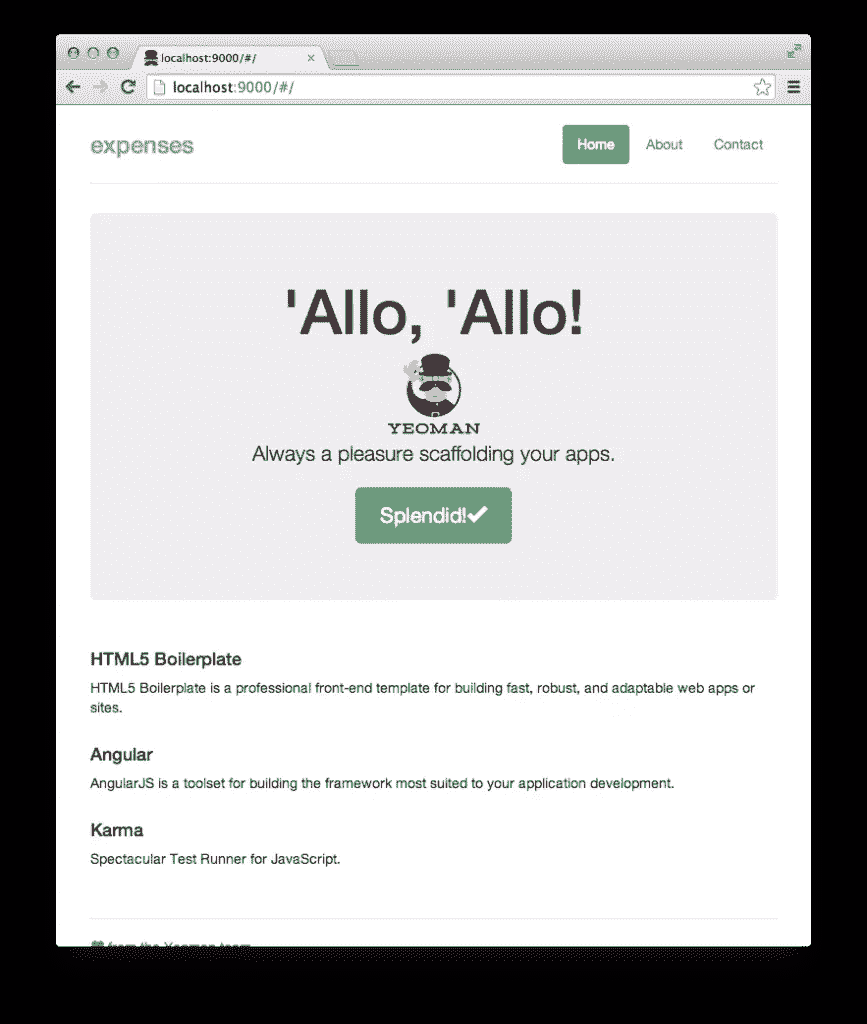 localhost:9000/#/
localhost:9000/#/
expenses
Home About Contact
'Allo, 'Allo!
YEOMAN
Always a pleasure scaffolding your apps.
Splendid!
HTML5 Boilerplate
HTML5 Boilerplate is a professional front-end template for building fast, robust, and adaptable web apps or
sites.
Angular
AngularJS is a toolset for building the framework most suited to your application development.
Karma
Spectacular Test Runner for JavaScript.
from the Yeoman team